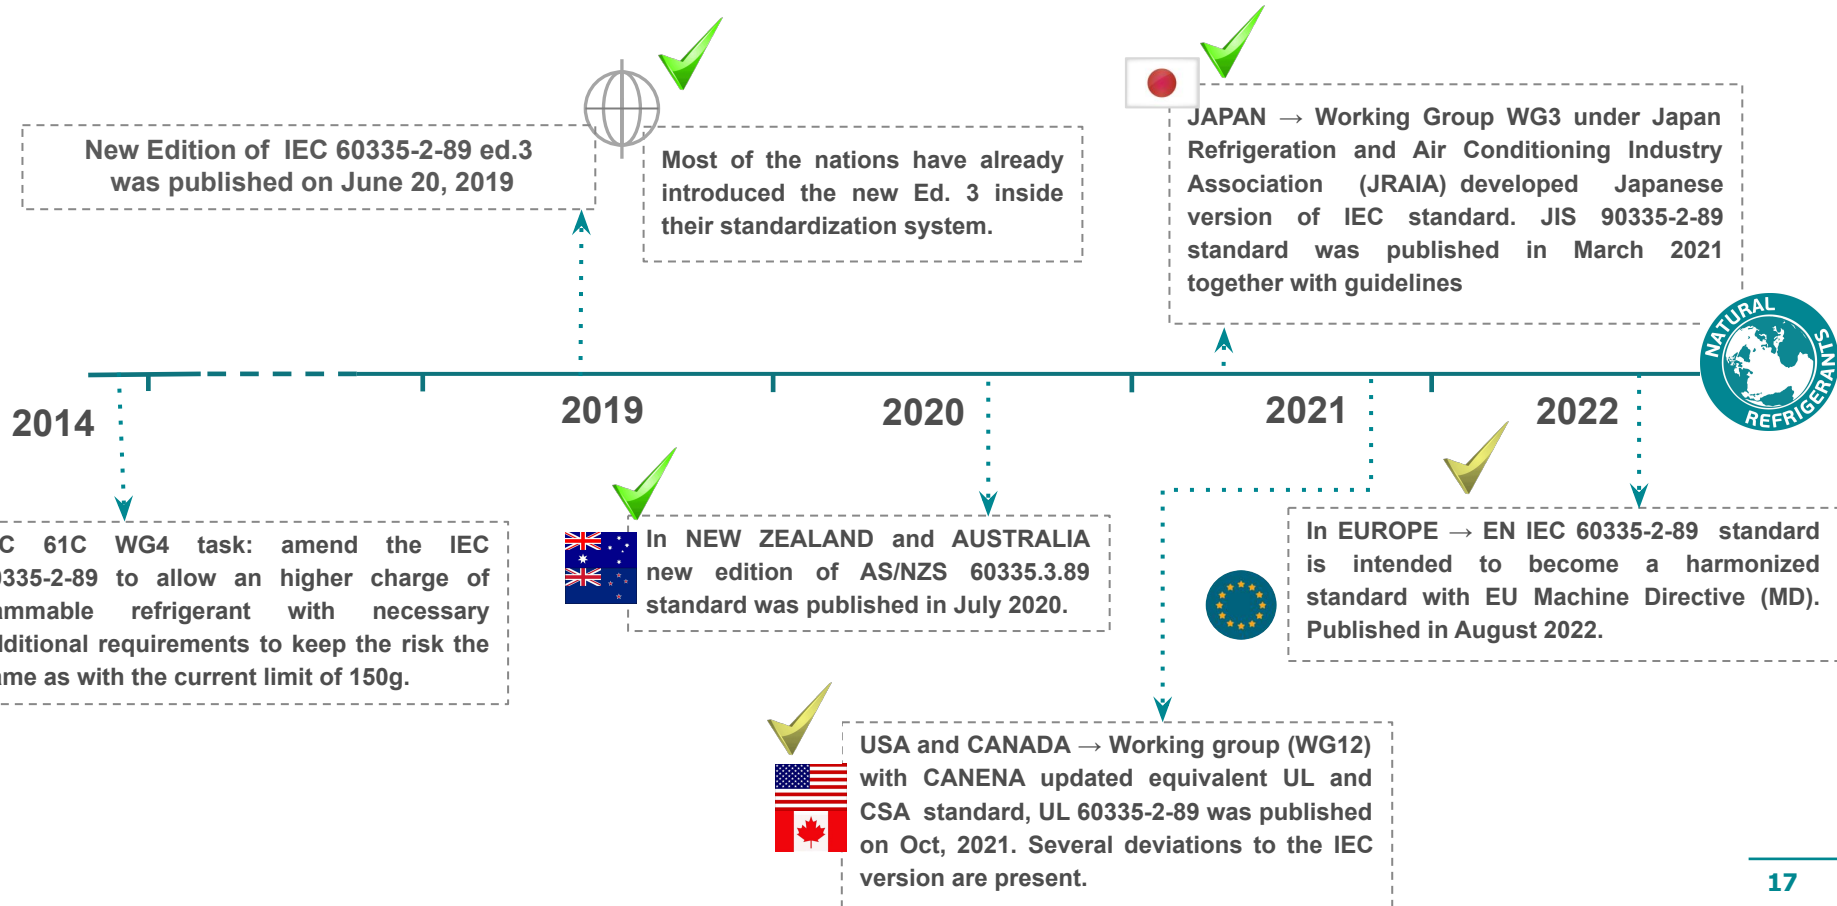 New Edition of IEC 60335-2-89 ed.3
was published on June 20, 2019
Most of the nations have already
introduced the new Ed. 3 inside
their standardization system.
JAPAN → Working Group WG3 under Japan
Refrigeration and Air Conditioning Industry
Association (JRAIA) developed Japanese
version of IEC standard. JIS 90335-2-89
standard was published in March 2021
together with guidelines
NATURAL
REFRIGERANTS
2014
2019
2020
2021
2022
C 61C WG4 task: amend the IEC
0335-2-89 to allow an higher charge of
ammable refrigerant with necessary
dditional requirements to keep the risk the
ame as with the current limit of 150g.
In NEW ZEALAND and AUSTRALIA
new edition of AS/NZS 60335.3.89
standard was published in July 2020.
In EUROPE → EN IEC 60335-2-89 standard
is intended to become a harmonized
standard with EU Machine Directive (MD).
Published in August 2022.
USA and CANADA → Working group (WG12)
with CANENA updated equivalent UL and
CSA standard, UL 60335-2-89 was published
on Oct, 2021. Several deviations to the IEC
version are present.
17